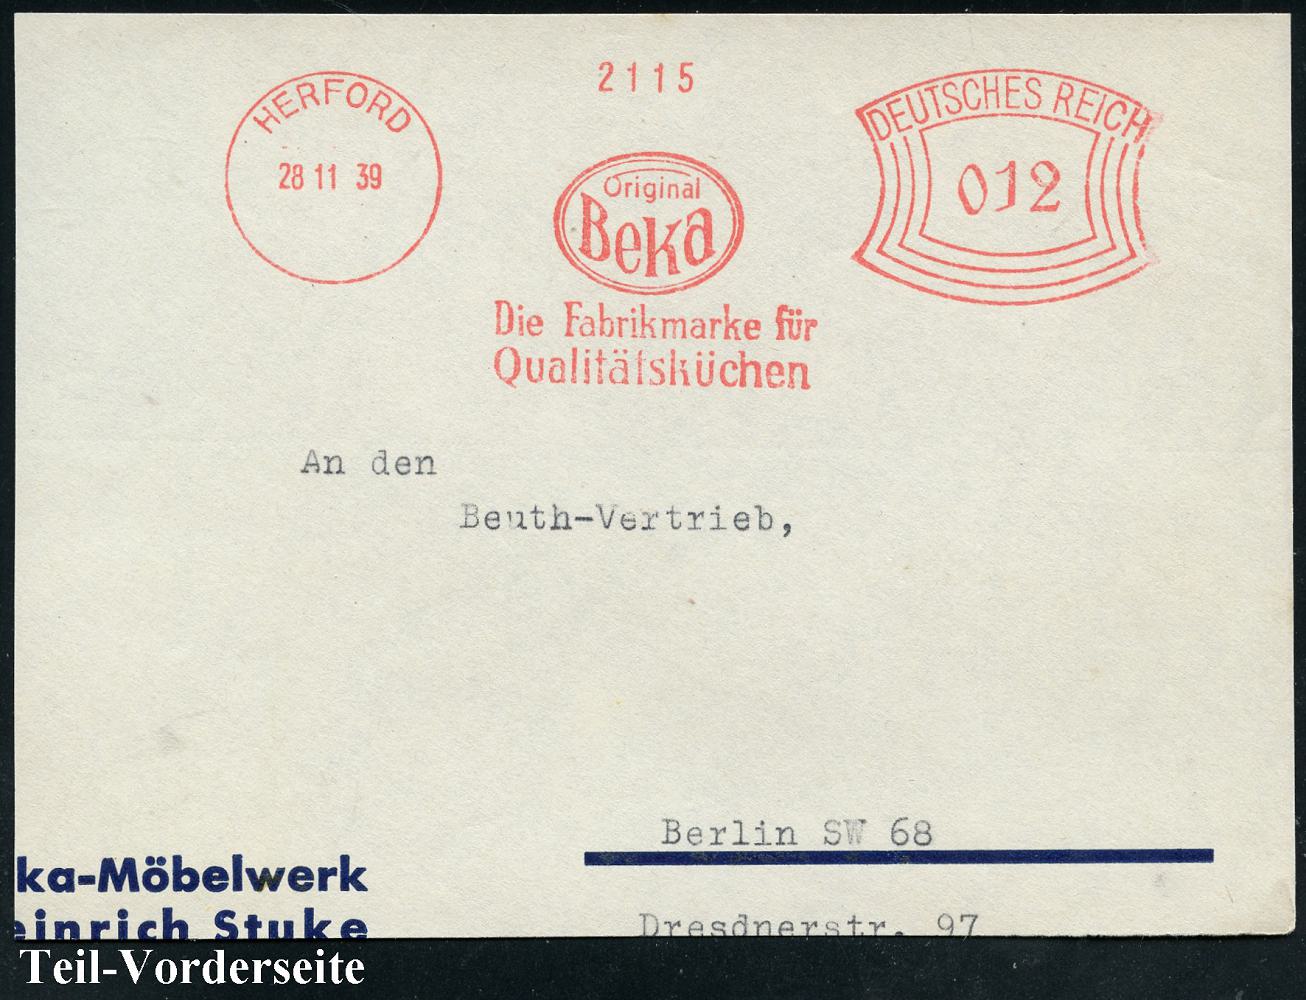 2115
HERFORD
28 11 39
Original
Beka
Die Fabrikmarke für
Qualitätsküchen
DEUTSCHES REICH
012
An den
Beuth-Vertrieb,
Berlin SW 68
Dresdnerstr. 97
ka-Möbelwerk
einrich Stuke
Teil-Vorderseite